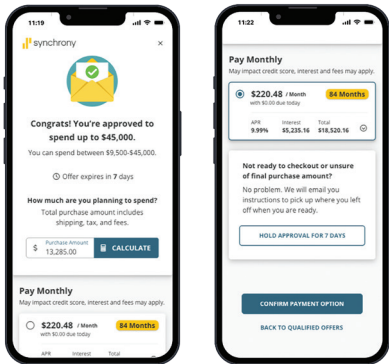 11:19
synchrony
×
Congrats! You're approved to
spend up to $45,000.
You can spend between $9,500-$45,000.
Offer expires in 7 days
How much are you planning to spend?
Total purchase amount includes
shipping, tax, and fees.
Purchase Amount
$ 13,285.00
CALCULATE
Pay Monthly
May impact credit score, interest and fees may apply.
$220.48 / Month 84 Months
with $0.00 due today
APR Interest Total
11:22
Pay Monthly
May impact credit score, interest and fees may apply.
$220.48 / Month 84 Months
with $0.00 due today
APR Interest Total
9.99% $5,235.16 $18,520.16
Not ready to checkout or unsure
of final purchase amount?
No problem. We will email you
instructions to pick up where you left
off when you are ready.
HOLD APPROVAL FOR 7 DAYS
CONFIRM PAYMENT OPTION
BACK TO QUALIFIED OFFERS